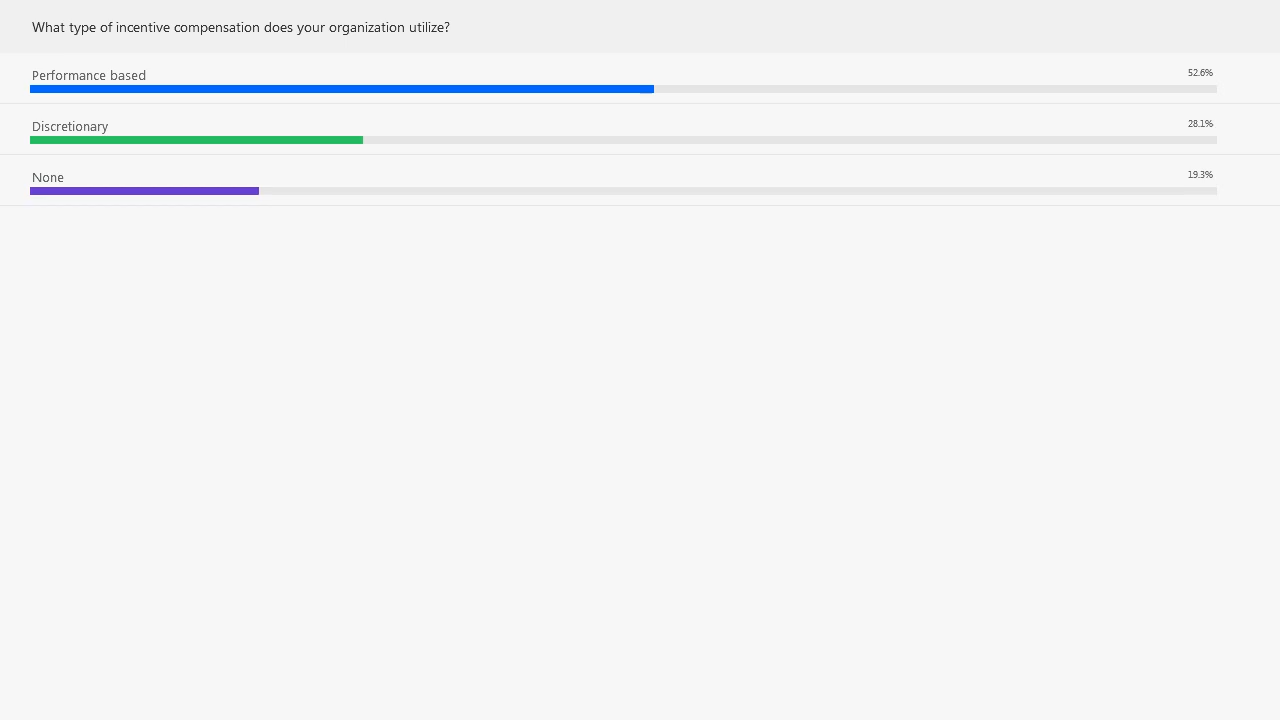 What type of incentive compensation does your organization utilize?
Performance based 52.6%
Discretionary 28.1%
None 19.3%